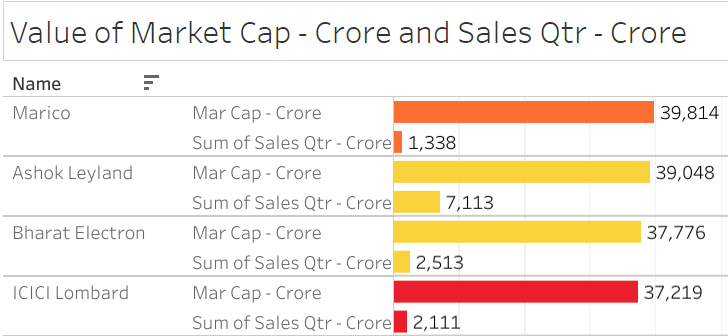 Value of Market Cap - Crore and Sales Qtr - Crore
Name
Marico Mar Cap - Crore 39,814
Sum of Sales Qtr - Crore 1,338
Ashok Leyland Mar Cap - Crore 39,048
Sum of Sales Qtr - Crore 7,113
Bharat Electron Mar Cap - Crore 37,776
Sum of Sales Qtr - Crore 2,513
ICICI Lombard Mar Cap - Crore 37,219
Sum of Sales Qtr - Crore 2,111